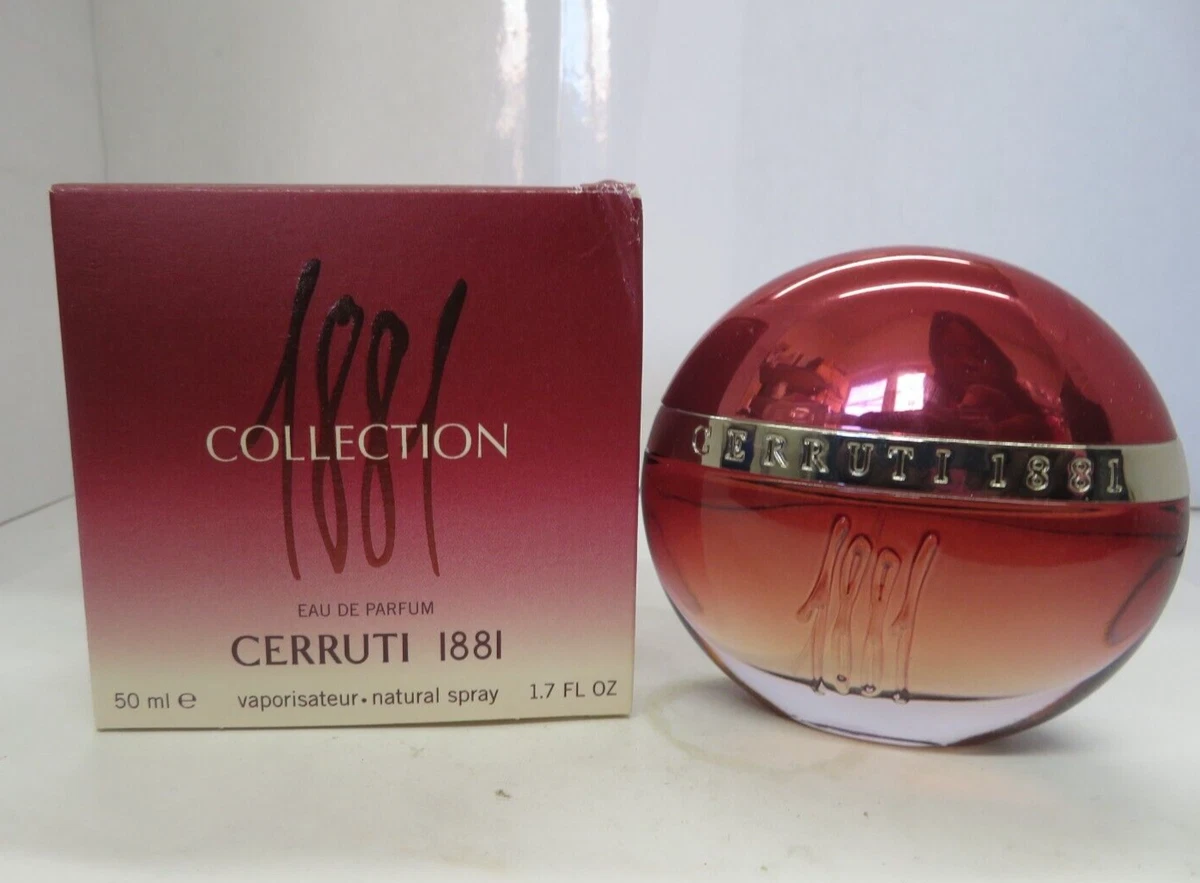 1881
COLLECTION
EAU DE PARFUM
CERRUTI 1881
50 ml ℮ vaporisateur • natural spray 1.7 FL OZ
CERRUTI 1881
1881